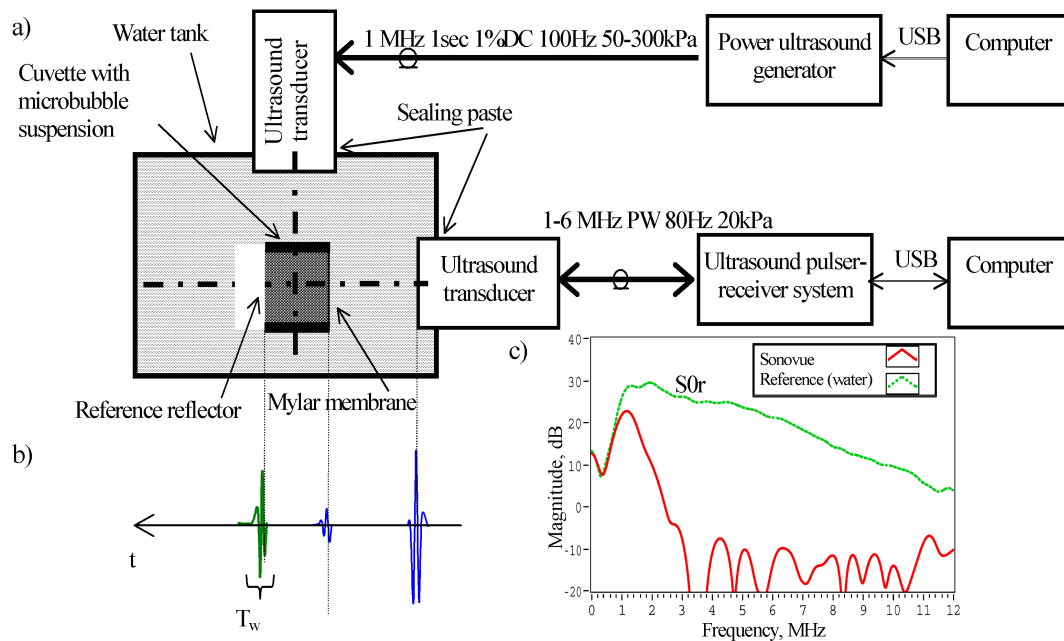 a)
Water tank
Cuvette with
microbubble
suspension
Ultrasound
transducer
1 MHz 1sec 1%DC 100Hz 50-300kPa
Power ultrasound
generator
USB
Computer
Sealing paste
1-6 MHz PW 80Hz 20kPa
Ultrasound
transducer
Ultrasound pulser-
receiver system
USB
Computer
Reference reflector
Mylar membrane
b)
t
Tw
c)
Sonovue
Reference (water)
S0r
Magnitude, dB
40
30
20
10
0
-10
-20
0 1 2 3 4 5 6 7 8 9 10 11 12
Frequency, MHz